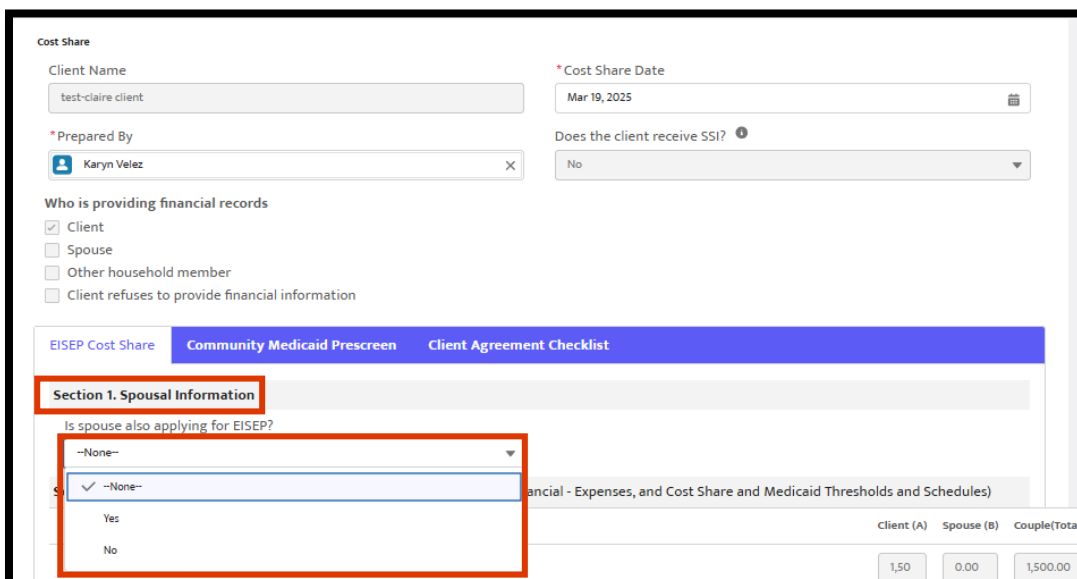 Cost Share
Client Name
*Cost Share Date
test-claire client
Mar 19, 2025
*Prepared By
Does the client receive SSI?
Karyn Velez
No
Who is providing financial records
Client
Spouse
Other household member
Client refuses to provide financial information
EISEP Cost Share Community Medicaid Prescreen Client Agreement Checklist
Section 1. Spousal Information
Is spouse also applying for EISEP?
--None--
--None--
ancial - Expenses, and Cost Share and Medicaid Thresholds and Schedules)
Yes
Client (A) Spouse (B) Couple(Tota
No
1,50 0.00 1,500.00